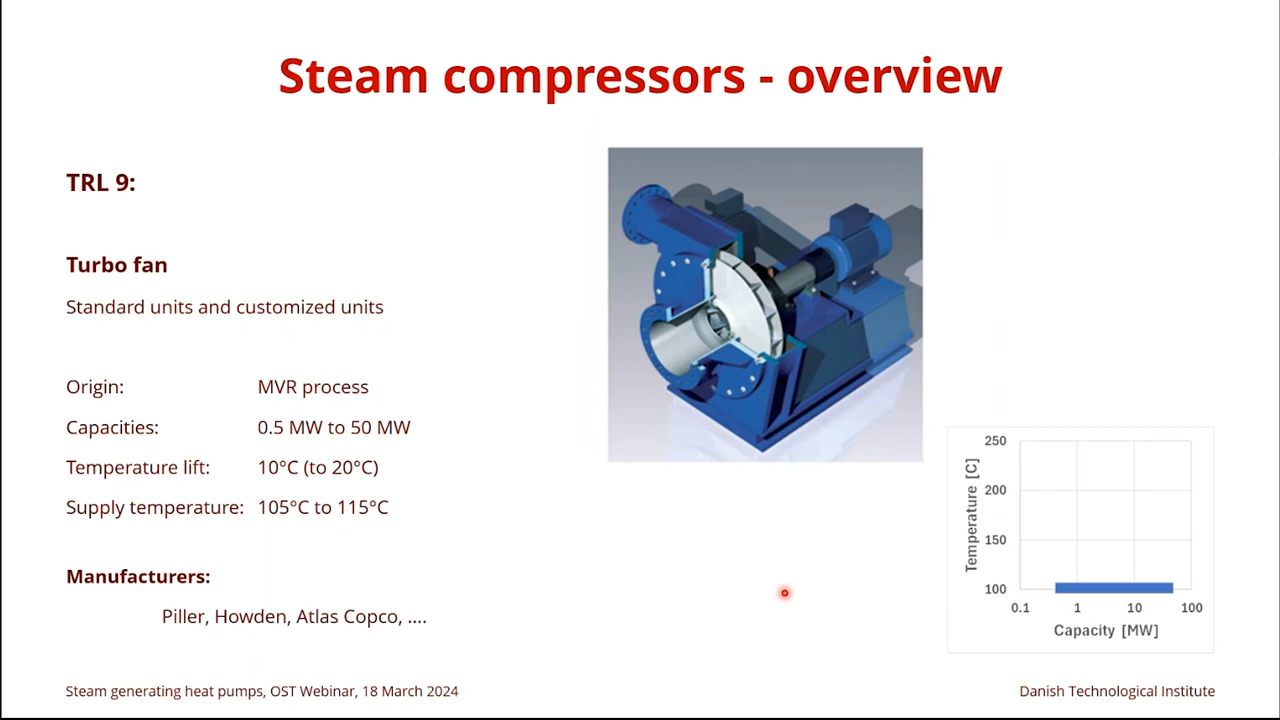 Steam compressors - overview
TRL 9:
Turbo fan
Standard units and customized units
Origin: MVR process
Capacities: 0.5 MW to 50 MW
Temperature lift: 10°C (to 20°C)
Supply temperature: 105°C to 115°C
Manufacturers:
Piller, Howden, Atlas Copco, ....
Temperature [C]
250
200
150
100
0.1 1 10 100
Capacity [MW]
Steam generating heat pumps, OST Webinar, 18 March 2024
Danish Technological Institute